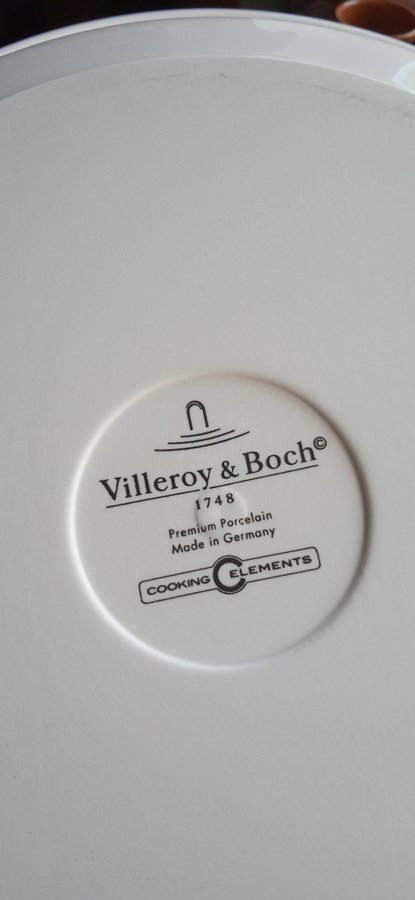 Villeroy & Boch©
1748
Premium Porcelain
Made in Germany
COOKING ELEMENTS